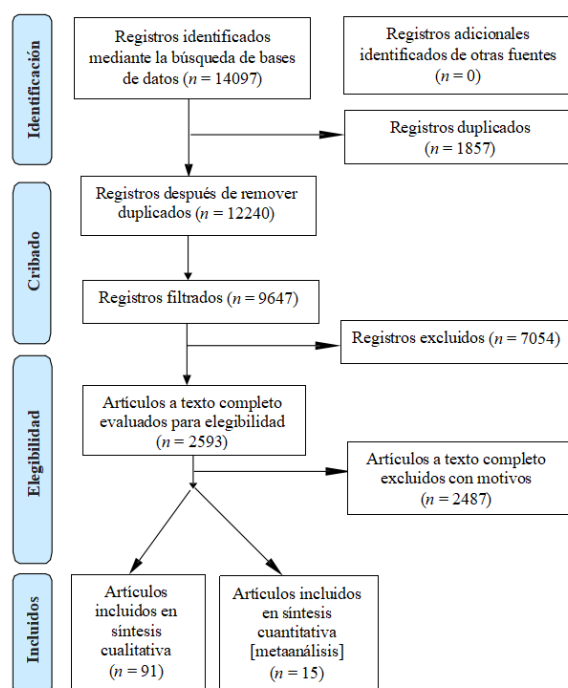 Identificación
Registros identificados
mediante la búsqueda de bases
de datos (n = 14097)
Registros adicionales
identificados de otras fuentes
(n = 0)
Registros duplicados
(n = 1857)
Cribado
Registros después de remover
duplicados (n = 12240)
Registros filtrados (n = 9647)
Registros excluidos (n = 7054)
Elegibilidad
Artículos a texto completo
evaluados para elegibilidad
(n = 2593)
Artículos a texto completo
excluidos con motivos
(n = 2487)
Incluidos
Artículos
incluidos en
síntesis
cualitativa
(n = 91)
Artículos incluidos
en síntesis
cuantitativa
[metaanálisis]
(n = 15)